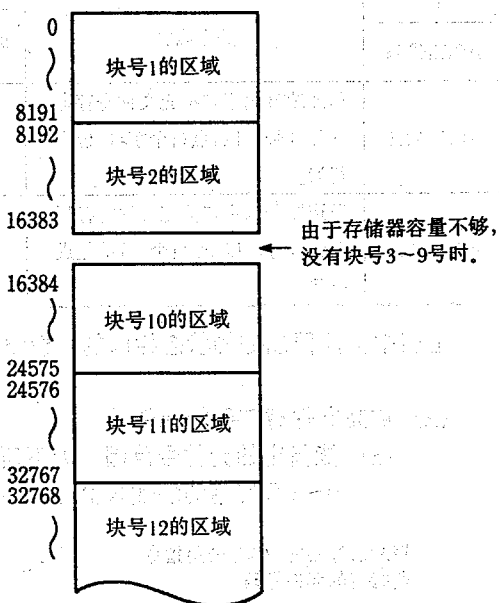 0
～
块号1的区域
8191
8192
～
块号2的区域
16383
由于存储器容量不够,
没有块号3～9号时.
16384
～
块号10的区域
24575
24576
～
块号11的区域
32767
32768
～
块号12的区域